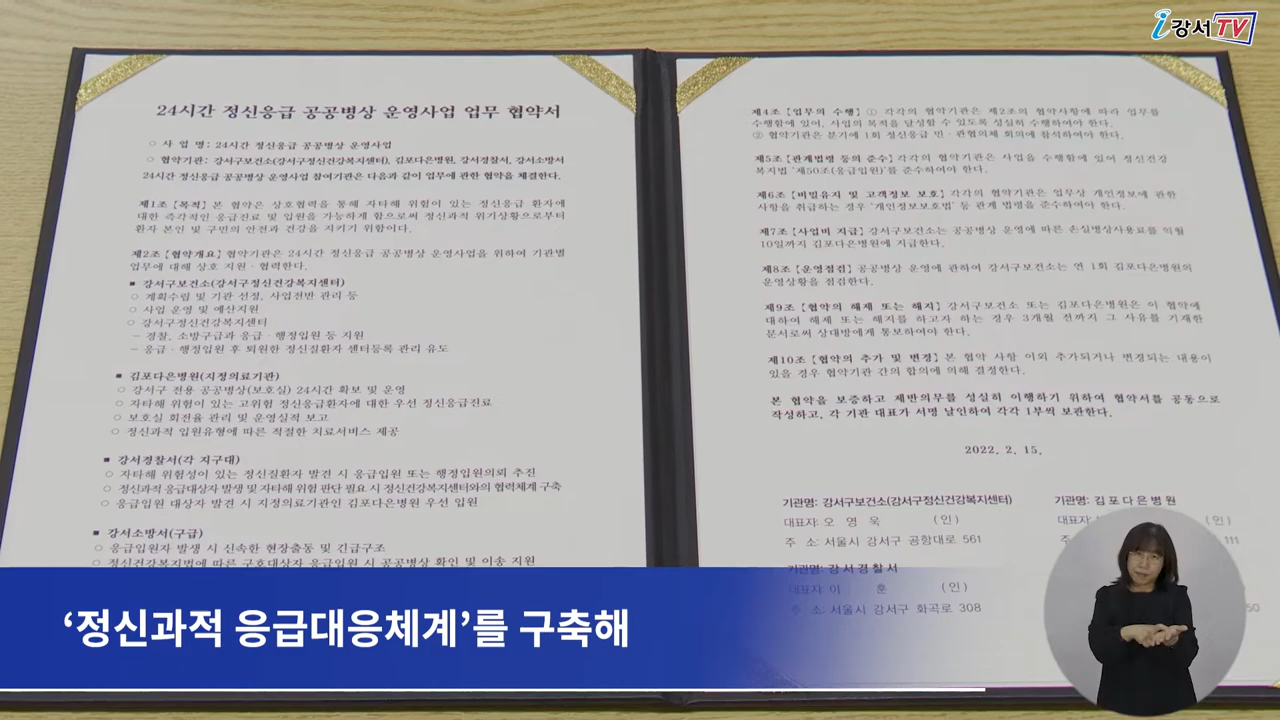 i강서TV
24시간 정신응급 공공병상 운영사업 업무 협약서
○ 사 업 명: 24시간 정신응급 공공병상 운영사업
○ 협약기관: 강서구보건소(강서구정신건강복지센터), 김포다은병원, 강서경찰서, 강서소방서
24시간 정신응급 공공병상 운영사업 참여기관은 다음과 같이 업무에 관한 협약을 체결한다.
제1조 [목적] 본 협약은 상호협력을 통해 자타해 위험이 있는 정신응급 환자에
대한 즉각적인 응급진료 및 입원을 가능하게 함으로써 정신과적 위기상황으로부터
환자 본인 및 구민의 안전과 건강을 지키기 위함이다.
제2조 [협약개요] 협약기관은 24시간 정신응급 공공병상 운영사업을 위하여 기관별
업무에 대해 상호 지원·협력한다.
■ 강서구보건소(강서구정신건강복지센터)
○ 계획수립 및 기관 선정, 사업전반 관리 등
○ 사업 운영 및 예산지원
○ 강서구정신건강복지센터
- 경찰, 소방구급과 응급·행정입원 등 지원
- 응급·행정입원 후 퇴원한 정신질환자 센터등록 관리 유도
■ 김포다은병원(지정의료기관)
○ 강서구 전용 공공병상(보호실) 24시간 확보 및 운영
○ 자타해 위험이 있는 고위험 정신응급환자에 대한 우선 정신응급진료
○ 보호실 회전율 관리 및 운영실적 보고
○ 정신과적 입원유형에 따른 적절한 치료서비스 제공
■ 강서경찰서(각 지구대)
○ 자타해 위험성이 있는 정신질환자 발견 시 응급입원 또는 행정입원의뢰 추진
○ 정신과적 응급대상자 발생 및 자타해 위험 판단 필요 시 정신건강복지센터와의 협력체계 구축
○ 응급입원 대상자 발견 시 지정의료기관인 김포다은병원 우선 입원
■ 강서소방서(구급)
○ 응급입원자 발생 시 신속한 현장출동 및 긴급구조
○ 정신건강복지법에 따른 구호대상자 응급입원 시 공공병상 확인 및 이송 지원
제4조 [업무의 수행] ① 각각의 협약기관은 제2조의 협약사항에 따라 업무를
수행함에 있어, 사업의 목적을 달성할 수 있도록 성실히 수행하여야 한다.
② 협약기관은 분기에 1회 정신응급 민·관협의체 회의에 참석하여야 한다.
제5조 [관계법령 등의 준수] 각각의 협약기관은 사업을 수행함에 있어 정신건강
복지법 '제50조(응급입원)'를 준수하여야 한다.
제6조 [비밀유지 및 고객정보 보호] 각각의 협약기관은 업무상 개인정보에 관한
사항을 취급하는 경우 '개인정보보호법' 등 관계 법령을 준수하여야 한다.
제7조 [사업비 지급] 강서구보건소는 공공병상 운영에 따른 손실병상사용료를 익월
10일까지 김포다은병원에 지급한다.
제8조 [운영점검] 공공병상 운영에 관하여 강서구보건소는 연 1회 김포다은병원의
운영상황을 점검한다.
제9조 [협약의 해제 또는 해지] 강서구보건소 또는 김포다은병원은 이 협약에
대하여 해제 또는 해지를 하고자 하는 경우 3개월 전까지 그 사유를 기재한
문서로써 상대방에게 통보하여야 한다.
제10조 [협약의 추가 및 변경] 본 협약 사항 이외 추가되거나 변경되는 내용이
있을 경우 협약기관 간의 합의에 의해 결정한다.
본 협약을 보증하고 제반의무를 성실히 이행하기 위하여 협약서를 공동으로
작성하고, 각 기관 대표가 서명 날인하여 각각 1부씩 보관한다.
2022. 2. 15.
기관명: 강서구보건소(강서구정신건강복지센터)
대표자: 오 영 욱 (인)
주 소: 서울시 강서구 공항대로 561
기관명: 김포다은병원
대표자: (인)
주 111
기관명: 강서경찰서
대표자: 이 훈 (인)
주 소: 서울시 강서구 화곡로 308
50
‘정신과적 응급대응체계’를 구축해